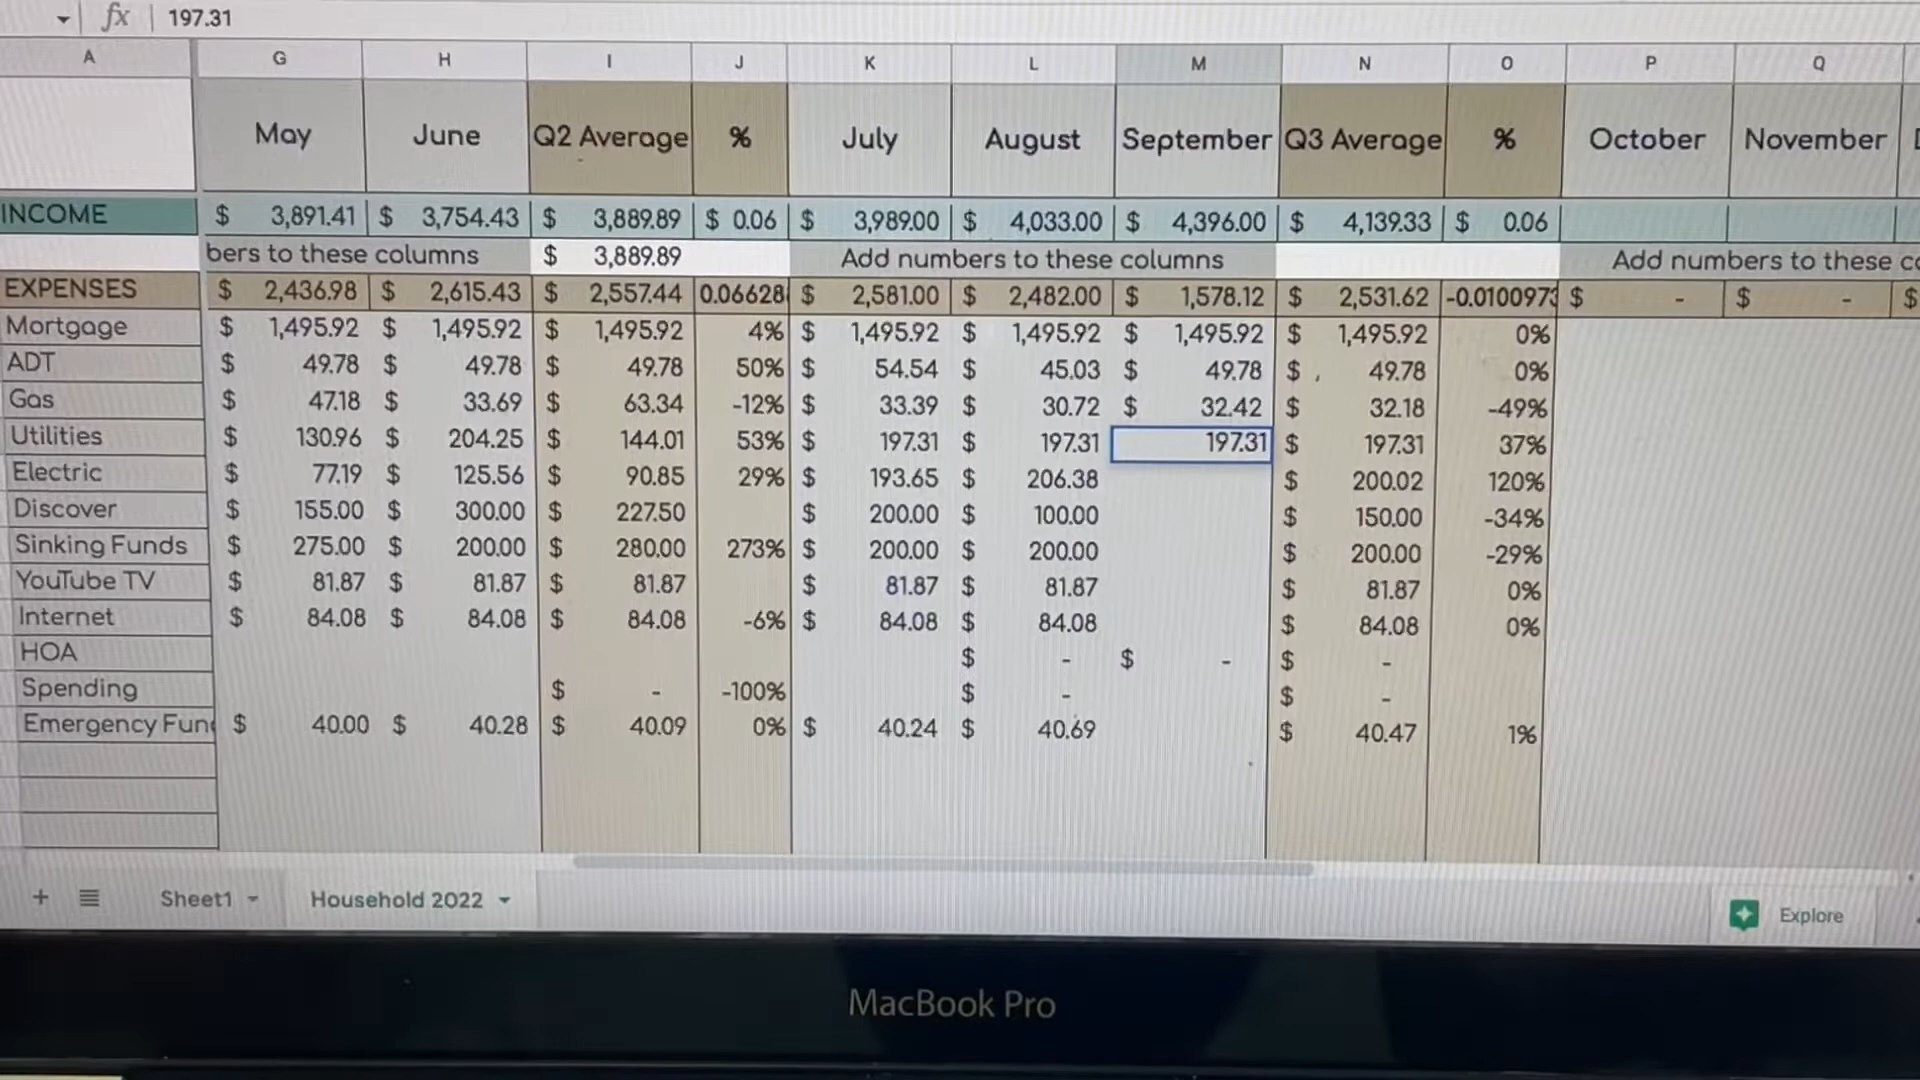 fx 197.31
A G H I J K L M N O P Q
May June Q2 Average % July August September Q3 Average % October November
INCOME $ 3,891.41 $ 3,754.43 $ 3,889.89 $ 0.06 $ 3,989.00 $ 4,033.00 $ 4,396.00 $ 4,139.33 $ 0.06
bers to these columns $ 3,889.89 Add numbers to these columns Add numbers to these co
EXPENSES $ 2,436.98 $ 2,615.43 $ 2,557.44 0.06628 $ 2,581.00 $ 2,482.00 $ 1,578.12 $ 2,531.62 -0.0100973 $ - $ - $
Mortgage $ 1,495.92 $ 1,495.92 $ 1,495.92 4% $ 1,495.92 $ 1,495.92 $ 1,495.92 $ 1,495.92 0%
ADT $ 49.78 $ 49.78 $ 49.78 50% $ 54.54 $ 45.03 $ 49.78 $ 49.78 0%
Gas $ 47.18 $ 33.69 $ 63.34 -12% $ 33.39 $ 30.72 $ 32.42 $ 32.18 -49%
Utilities $ 130.96 $ 204.25 $ 144.01 53% $ 197.31 $ 197.31 197.31 $ 197.31 37%
Electric $ 77.19 $ 125.56 $ 90.85 29% $ 193.65 $ 206.38 $ 200.02 120%
Discover $ 155.00 $ 300.00 $ 227.50 $ 200.00 $ 100.00 $ 150.00 -34%
Sinking Funds $ 275.00 $ 200.00 $ 280.00 273% $ 200.00 $ 200.00 $ 200.00 -29%
YouTube TV $ 81.87 $ 81.87 $ 81.87 $ 81.87 $ 81.87 $ 81.87 0%
Internet $ 84.08 $ 84.08 $ 84.08 -6% $ 84.08 $ 84.08 $ 84.08 0%
HOA $ - $ - $ -
Spending $ - -100% $ - $ -
Emergency Fun $ 40.00 $ 40.28 $ 40.09 0% $ 40.24 $ 40.69 $ 40.47 1%
+ Sheet1 Household 2022 Explore
MacBook Pro